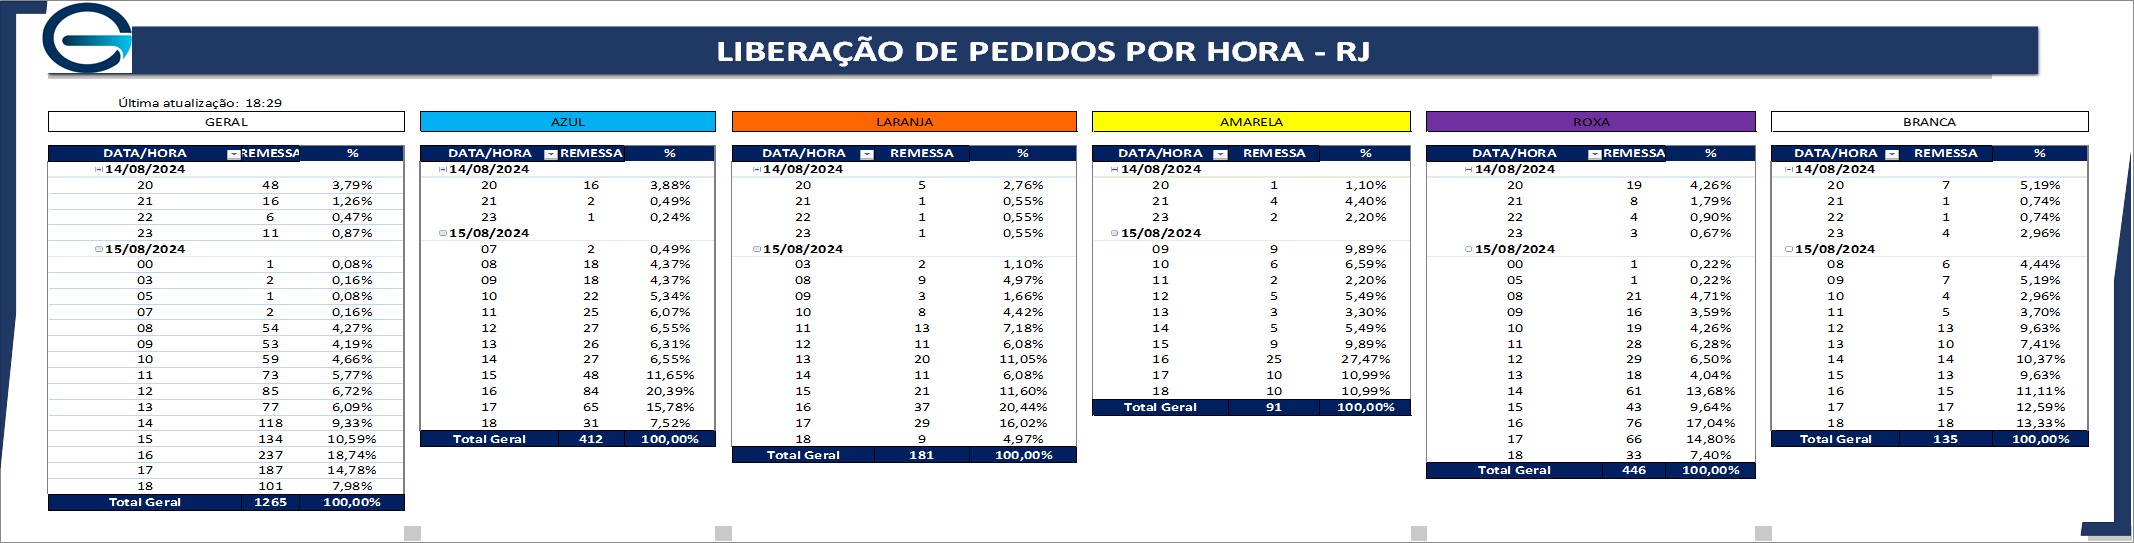 LIBERAÇÃO DE PEDIDOS POR HORA - RJ
Última atualização: 18:29
GERAL
DATA/HORA REMESSA %
14/08/2024
20 48 3,79%
21 16 1,26%
22 6 0,47%
23 11 0,87%
15/08/2024
00 1 0,08%
03 2 0,16%
05 1 0,08%
07 2 0,16%
08 54 4,27%
09 53 4,19%
10 59 4,66%
11 73 5,77%
12 85 6,72%
13 77 6,09%
14 118 9,33%
15 134 10,59%
16 237 18,74%
17 187 14,78%
18 101 7,98%
Total Geral 1265 100,00%
AZUL
DATA/HORA REMESSA %
14/08/2024
20 16 3,88%
21 2 0,49%
23 1 0,24%
15/08/2024
07 2 0,49%
08 18 4,37%
09 18 4,37%
10 22 5,34%
11 25 6,07%
12 27 6,55%
13 26 6,31%
14 27 6,55%
15 48 11,65%
16 84 20,39%
17 65 15,78%
18 31 7,52%
Total Geral 412 100,00%
LARANJA
DATA/HORA REMESSA %
14/08/2024
20 5 2,76%
21 1 0,55%
22 1 0,55%
23 1 0,55%
15/08/2024
03 2 1,10%
08 9 4,97%
09 3 1,66%
10 8 4,42%
11 13 7,18%
12 11 6,08%
13 20 11,05%
14 11 6,08%
15 21 11,60%
16 37 20,44%
17 29 16,02%
18 9 4,97%
Total Geral 181 100,00%
AMARELA
DATA/HORA REMESSA %
14/08/2024
20 1 1,10%
21 4 4,40%
23 2 2,20%
15/08/2024
09 9 9,89%
10 6 6,59%
11 2 2,20%
12 5 5,49%
13 3 3,30%
14 5 5,49%
15 9 9,89%
16 25 27,47%
17 10 10,99%
18 10 10,99%
Total Geral 91 100,00%
ROXA
DATA/HORA REMESSA %
14/08/2024
20 19 4,26%
21 8 1,79%
22 4 0,90%
23 3 0,67%
15/08/2024
00 1 0,22%
05 1 0,22%
08 21 4,71%
09 16 3,59%
10 19 4,26%
11 28 6,28%
12 29 6,50%
13 18 4,04%
14 61 13,68%
15 43 9,64%
16 76 17,04%
17 66 14,80%
18 33 7,40%
Total Geral 446 100,00%
BRANCA
DATA/HORA REMESSA %
14/08/2024
20 7 5,19%
21 1 0,74%
22 1 0,74%
23 4 2,96%
15/08/2024
08 6 4,44%
09 7 5,19%
10 4 2,96%
11 5 3,70%
12 13 9,63%
13 10 7,41%
14 14 10,37%
15 13 9,63%
16 15 11,11%
17 17 12,59%
18 18 13,33%
Total Geral 135 100,00%